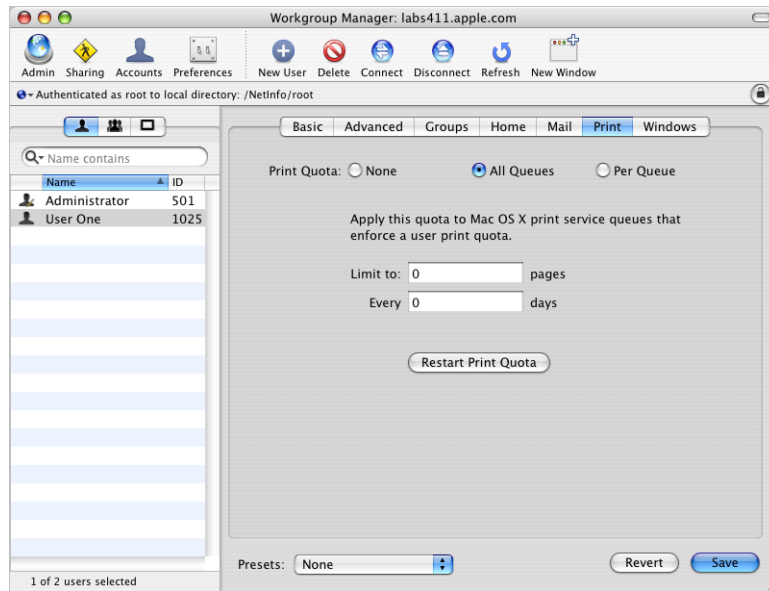 Workgroup Manager: labs411.apple.com
Admin Sharing Accounts Preferences New User Delete Connect Disconnect Refresh New Window
Authenticated as root to local directory: /NetInfo/root
Basic Advanced Groups Home Mail Print Windows
Name contains
Name ID
Administrator 501
User One 1025
Print Quota: None All Queues Per Queue
Apply this quota to Mac OS X print service queues that
enforce a user print quota.
Limit to: 0 pages
Every 0 days
Restart Print Quota
Presets: None Revert Save
1 of 2 users selected